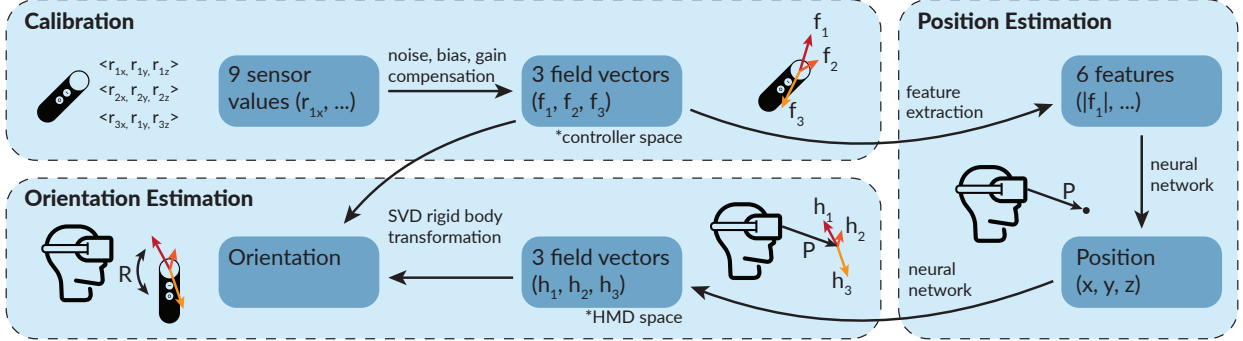 Calibration
<r1x, r1y, r1z>
<r2x, r2y, r2z>
<r3x, r1y, r3z>
9 sensor
values (r1x, ...)
noise, bias, gain
compensation
3 field vectors
(f1, f2, f3)
*controller space
f1
f2
f3
Position Estimation
feature
extraction
6 features
(|f1|, ...)
neural
network
P
Position
(x, y, z)
neural
network
Orientation Estimation
R
Orientation
SVD rigid body
transformation
3 field vectors
(h1, h2, h3)
*HMD space
h1
h2
P
h3